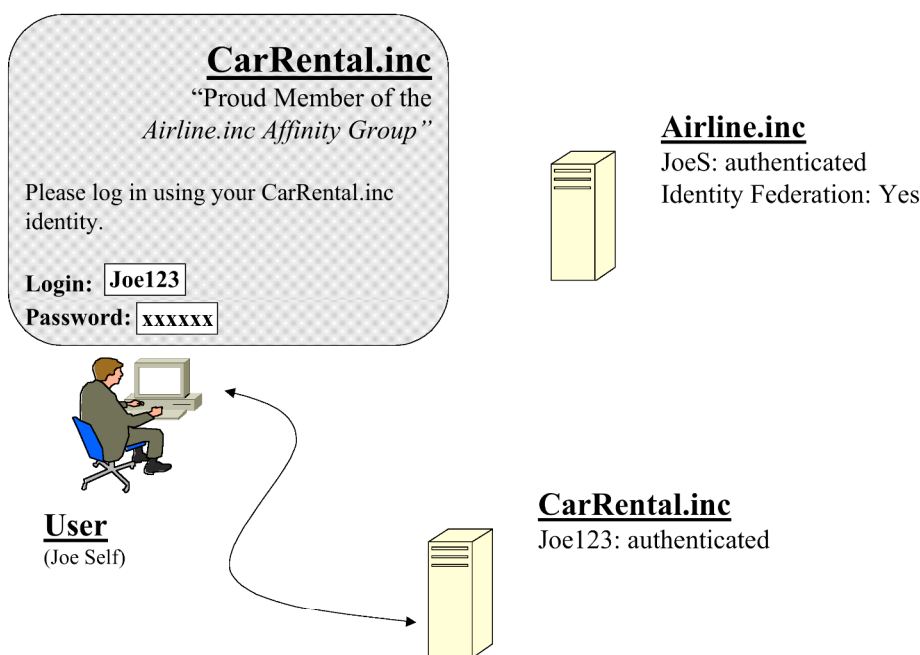 CarRental.inc
“Proud Member of the
Airline.inc Affinity Group”
Please log in using your CarRental.inc
identity.
Login: Joe123
Password: xxxxxx
Airline.inc
JoeS: authenticated
Identity Federation: Yes
User
(Joe Self)
CarRental.inc
Joe123: authenticated